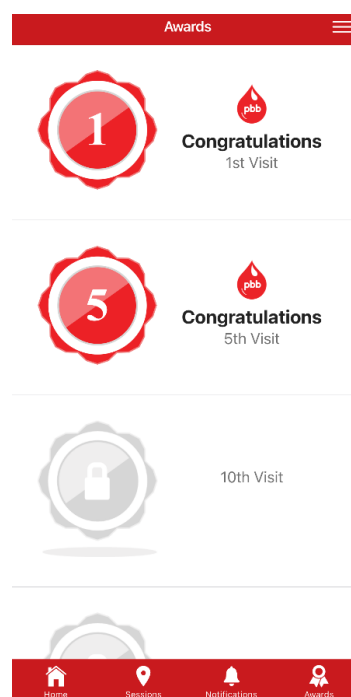 Awards
1
pbb
Congratulations
1st Visit
5
pbb
Congratulations
5th Visit
10th Visit
Home
Sessions
Notifications
Awards